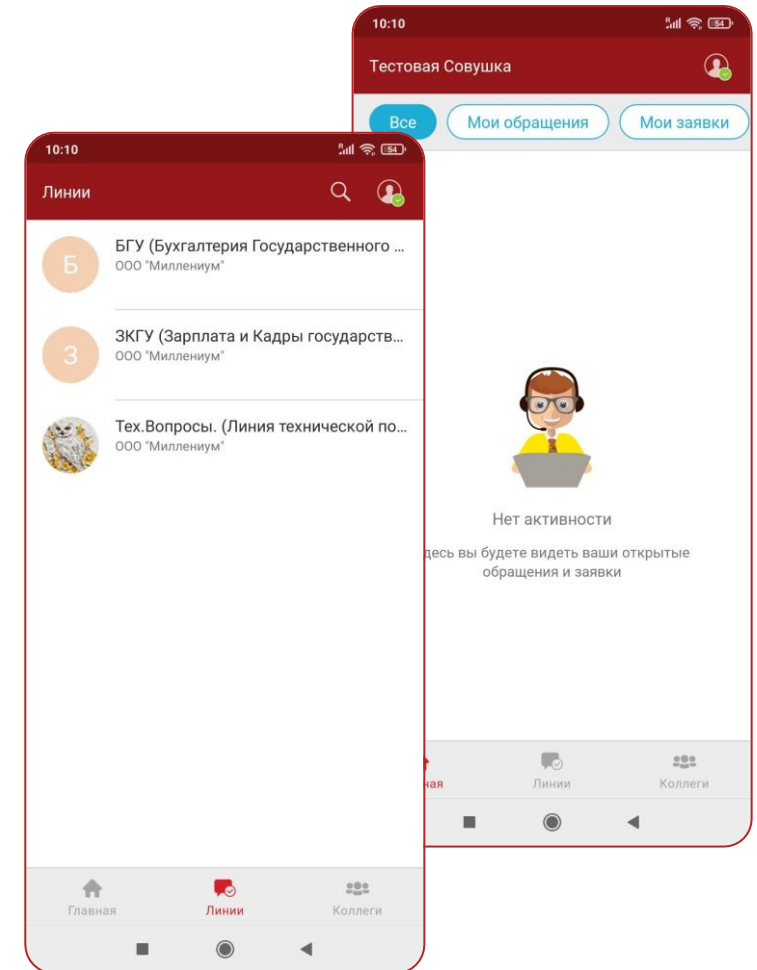 10:10
54
Тестовая Совушка
Все
Мои обращения
Мои заявки
Нет активности
десь вы будете видеть ваши открытые
обращения и заявки
ная
Линии
Коллеги
10:10
54
Линии
Б
БГУ (Бухгалтерия Государственного ...
ООО "Миллениум"
З
ЗКГУ (Зарплата и Кадры государств...
ООО "Миллениум"
Тех.Вопросы. (Линия технической по...
ООО "Миллениум"
Главная
Линии
Коллеги